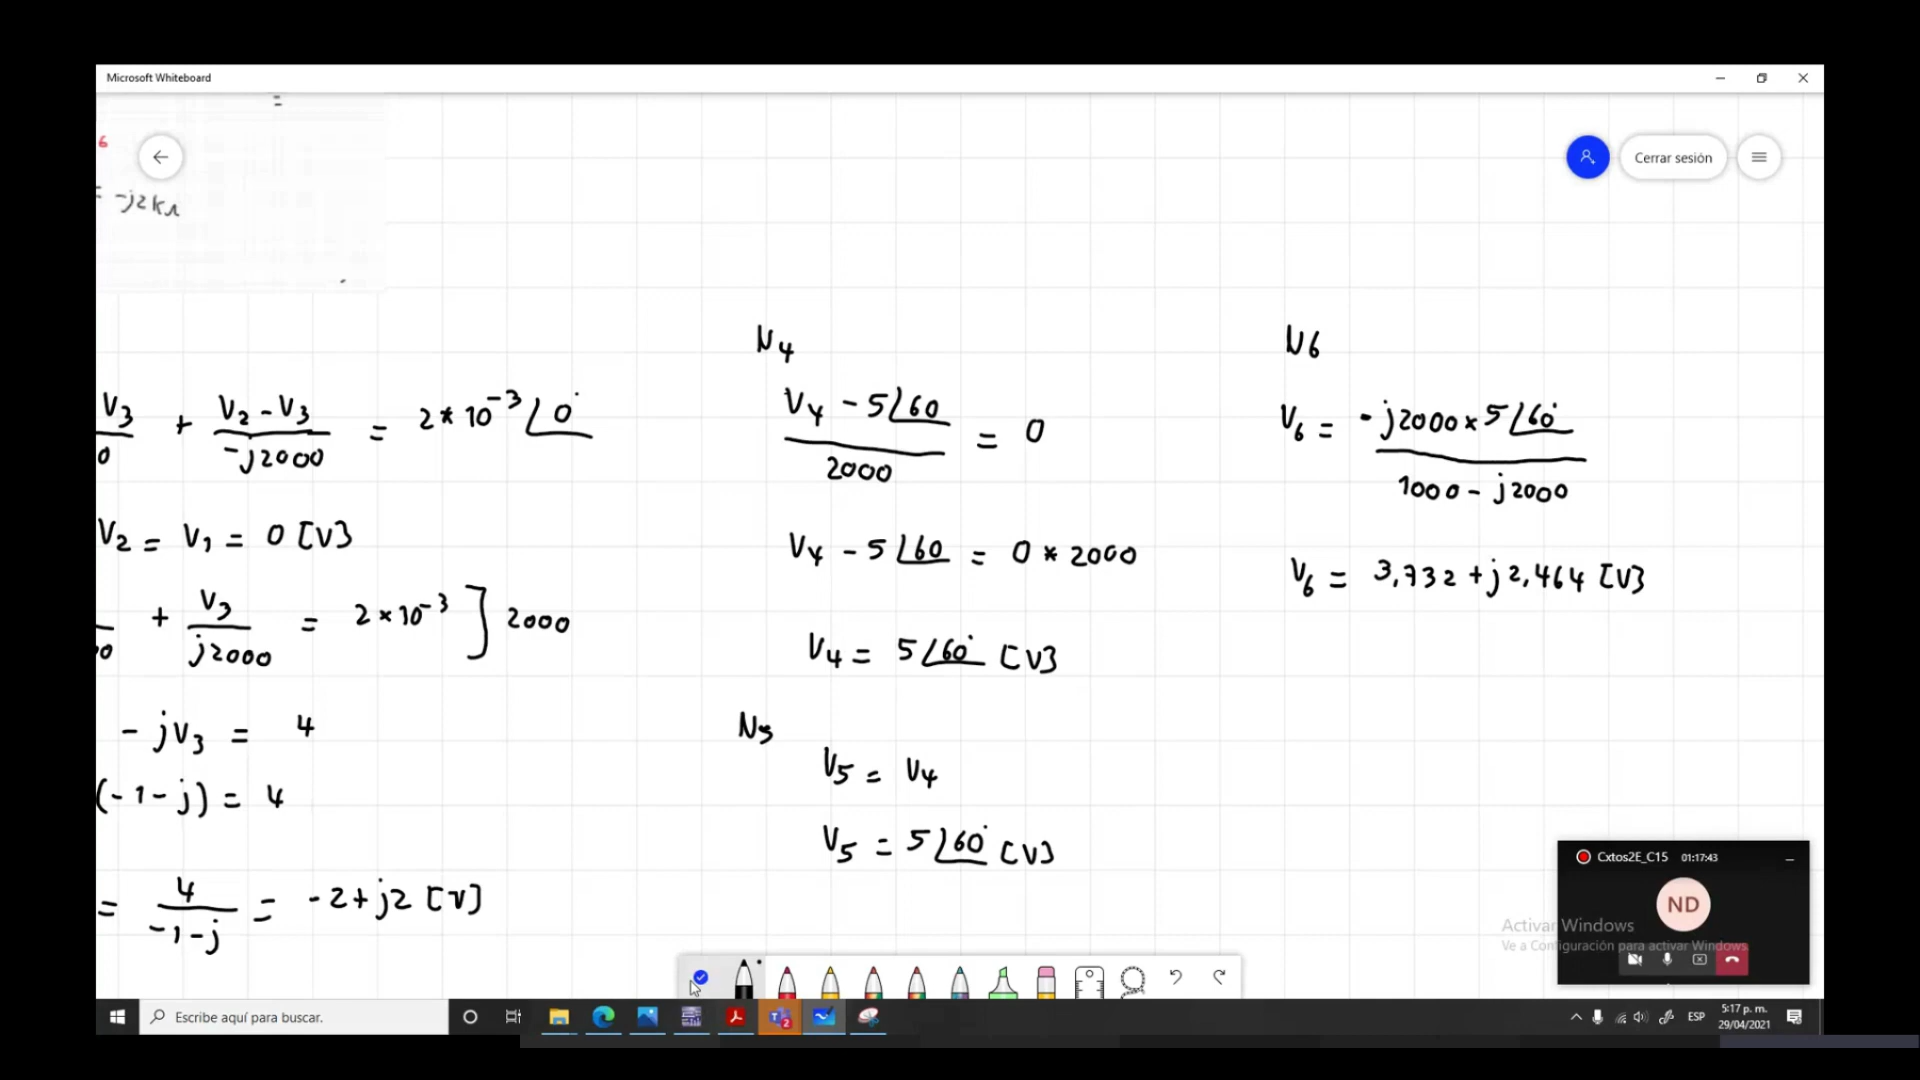 Microsoft Whiteboard
=
6
= -j2kΩ
Cerrar sesión
V3 / 0 + (V2 - V3) / (-j2000) = 2*10^-3 ∠0°
V2 = V1 = 0 [V]
+ V3 / j2000 = 2*10^-3 ] 2000
- jV3 = 4
(-1-j) = 4
= 4 / (-1-j) = -2+j2 [V]
N4
(V4 - 5∠60) / 2000 = 0
V4 - 5∠60 = 0 * 2000
V4 = 5∠60° [V]
N5
V5 = V4
V5 = 5∠60° [V]
N6
V6 = (-j2000 x 5∠60°) / (1000 - j2000)
V6 = 3,732 + j2,464 [V]
Cxtos2E_C15 01:17:43
ND
Activar Windows
Ve a Configuración para activar Windows.
Escribe aquí para buscar.
ESP
5:17 p. m.
29/04/2021